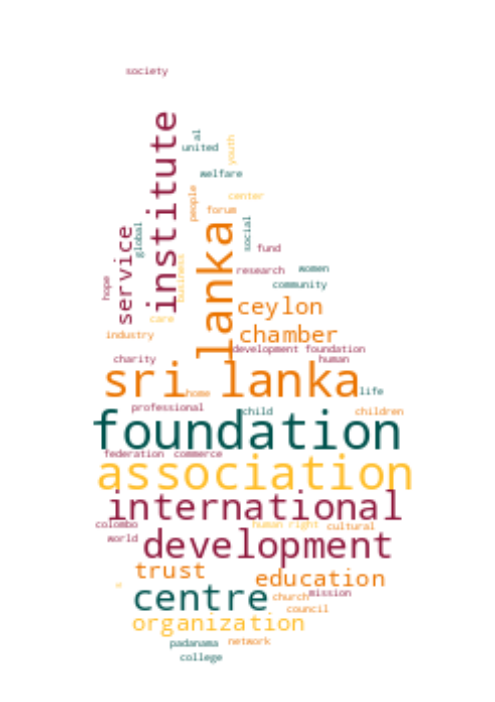 society
institute
al
united
youth
welfare
people
center
forum
lanka
social
global
service
fund
business
research
women
community
hope
ceylon
care
industry
chamber
development foundation
charity
human
sri lanka
home
life
professional
child
children
foundation
federation
commerce
association
international
colombo
human right
cultural
world
development
trust
education
centre
church
mission
council
organization
padanama
network
college